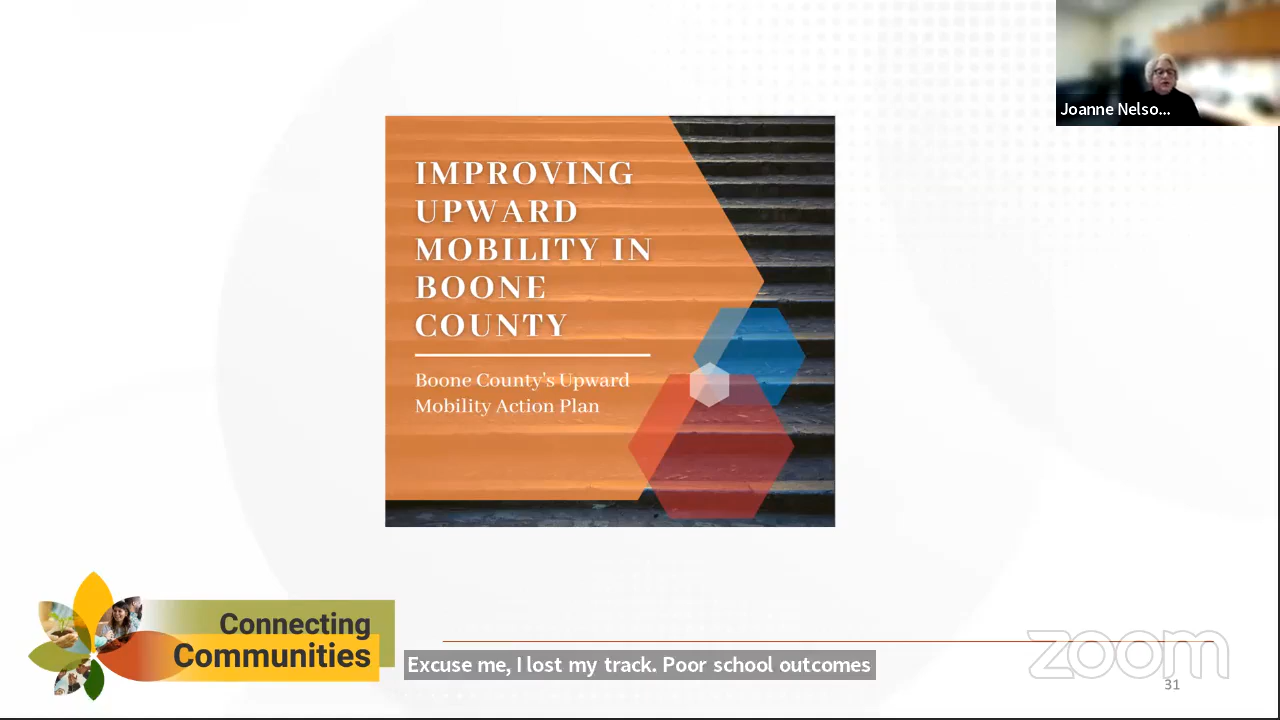 Joanne Nelso...
IMPROVING
UPWARD
MOBILITY IN
BOONE
COUNTY
Boone County's Upward
Mobility Action Plan
Connecting
Communities
Excuse me, I lost my track. Poor school outcomes
zoom
31